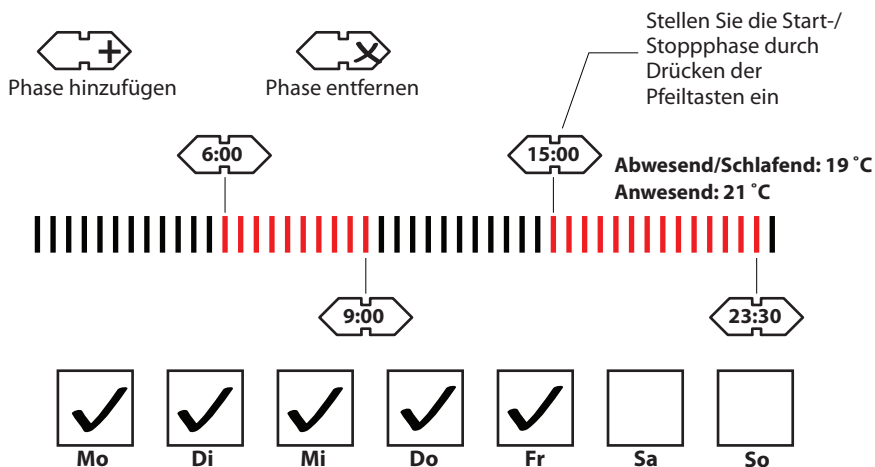 Stellen Sie die Start-/
Stoppphase durch
Drücken der
Pfeiltasten ein
Phase hinzufügen
Phase entfernen
6:00
15:00
Abwesend/Schlafend: 19 °C
Anwesend: 21 °C
9:00
23:30
Mo
Di
Mi
Do
Fr
Sa
So